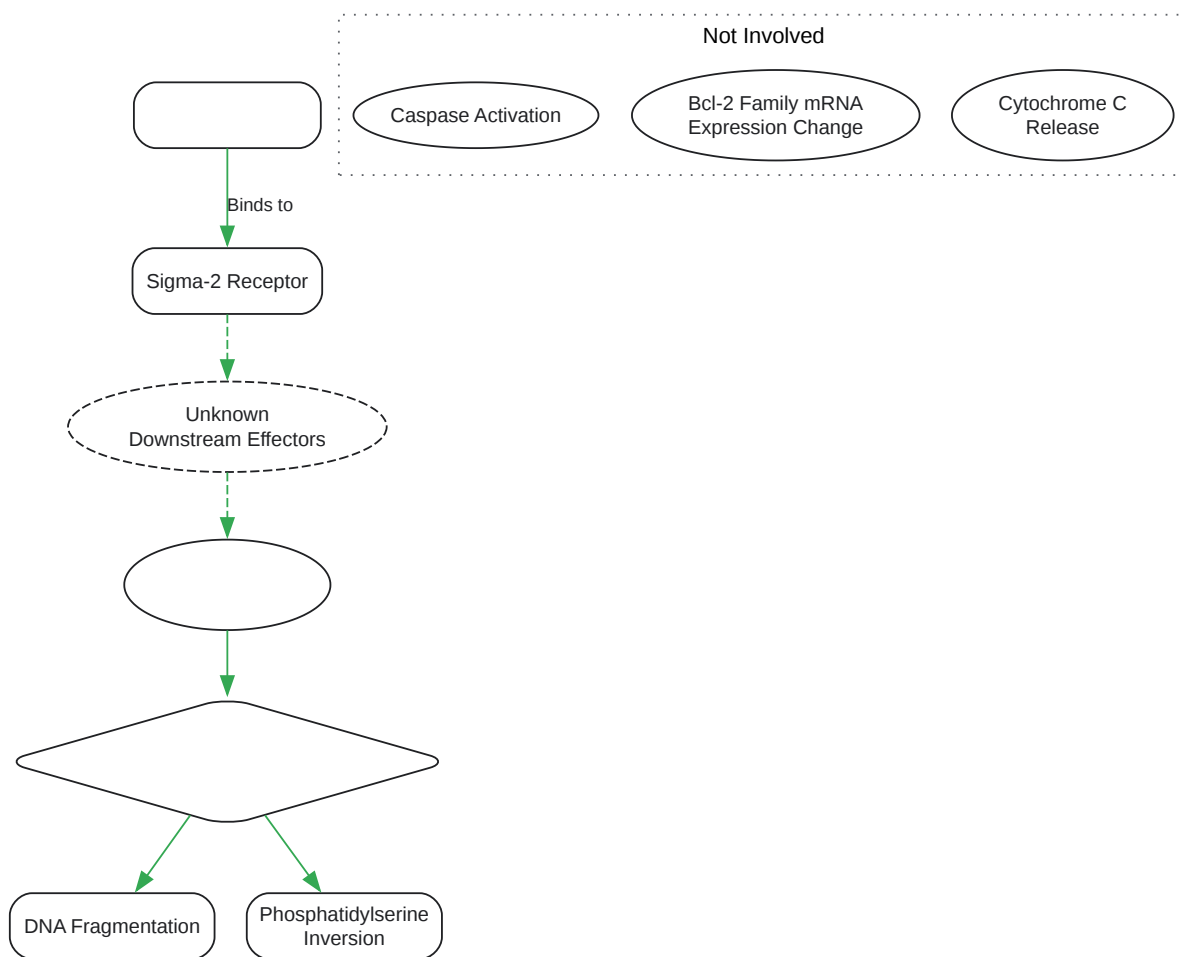 Not Involved
Caspase Activation
Bcl-2 Family mRNA
Expression Change
Cytochrome C
Release
Binds to
Sigma-2 Receptor
Unknown
Downstream Effectors
DNA Fragmentation
Phosphatidylserine
Inversion